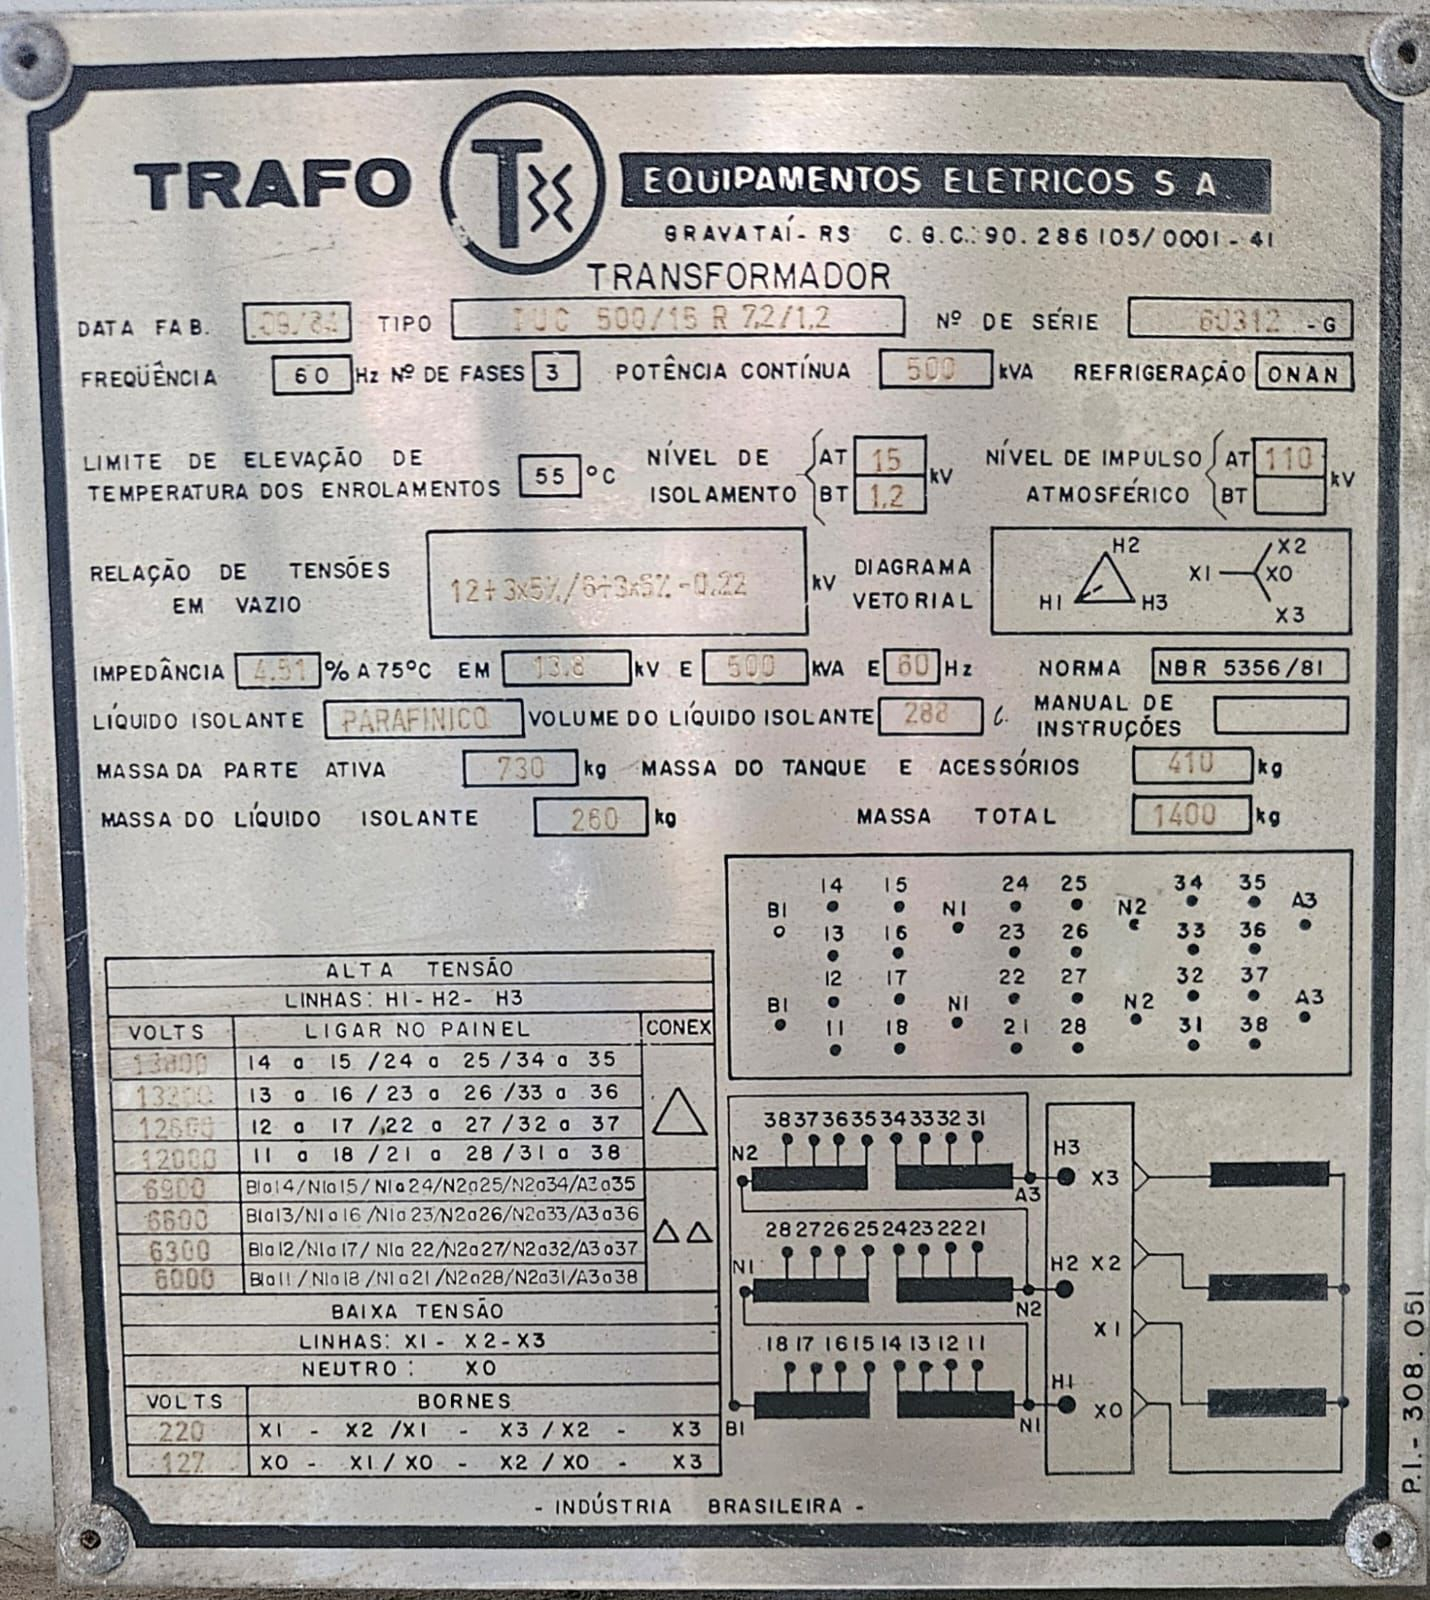 TRAFO T EQUIPAMENTOS ELETRICOS S A
GRAVATAÍ - RS C. G. C.: 90. 286 105/0001 - 41
TRANSFORMADOR
DATA FAB. 09/84 TIPO TUC 500/15 R 7,2/1,2 Nº DE SÉRIE 60312 -G
FREQÜÊNCIA 60 Hz Nº DE FASES 3 POTÊNCIA CONTÍNUA 500 kVA REFRIGERAÇÃO ONAN
LIMITE DE ELEVAÇÃO DE TEMPERATURA DOS ENROLAMENTOS 55 °C
NÍVEL DE ISOLAMENTO AT 15 BT 1,2 kV
NÍVEL DE IMPULSO ATMOSFÉRICO AT 110 BT kV
RELAÇÃO DE TENSÕES EM VAZIO 12+3x5%/6+3x5% - 0.22 kV
DIAGRAMA VETORIAL H1 H2 H3 X1 X2 X0 X3
IMPEDÂNCIA 4.51 % A 75°C EM 13.8 kV E 500 kVA E 60 Hz NORMA NBR 5356/81
LÍQUIDO ISOLANTE PARAFINICO VOLUME DO LÍQUIDO ISOLANTE 288 l. MANUAL DE INSTRUÇÕES
MASSA DA PARTE ATIVA 730 kg MASSA DO TANQUE E ACESSÓRIOS 410 kg
MASSA DO LÍQUIDO ISOLANTE 260 kg MASSA TOTAL 1400 kg
14 15 24 25 34 35
B1 N1 N2 A3
13 16 23 26 33 36
12 17 22 27 32 37
B1 N1 N2 A3
11 18 21 28 31 38
ALTA TENSÃO
LINHAS: H1 - H2 - H3
VOLTS LIGAR NO PAINEL CONEX
13800 14 a 15 / 24 a 25 / 34 a 35
13200 13 a 16 / 23 a 26 / 33 a 36
12600 12 a 17 / 22 a 27 / 32 a 37
12000 11 a 18 / 21 a 28 / 31 a 38
6900 B1a14/N1a15/N1a24/N2a25/N2a34/A3a35
6600 B1a13/N1a16/N1a23/N2a26/N2a33/A3a36
6300 B1a12/N1a17/N1a22/N2a27/N2a32/A3a37
6000 B1a11/N1a18/N1a21/N2a28/N2a31/A3a38
BAIXA TENSÃO
LINHAS: X1 - X2 - X3
NEUTRO: X0
VOLTS BORNES
220 X1 - X2 / X1 - X3 / X2 - X3
127 X0 - X1 / X0 - X2 / X0 - X3
38 37 36 35 34 33 32 31
N2 A3 H3 X3
28 27 26 25 24 23 22 21
N1 N2 H2 X2
X1
18 17 16 15 14 13 12 11
B1 N1 H1 X0
- INDÚSTRIA BRASILEIRA -
P.I. - 308. 051